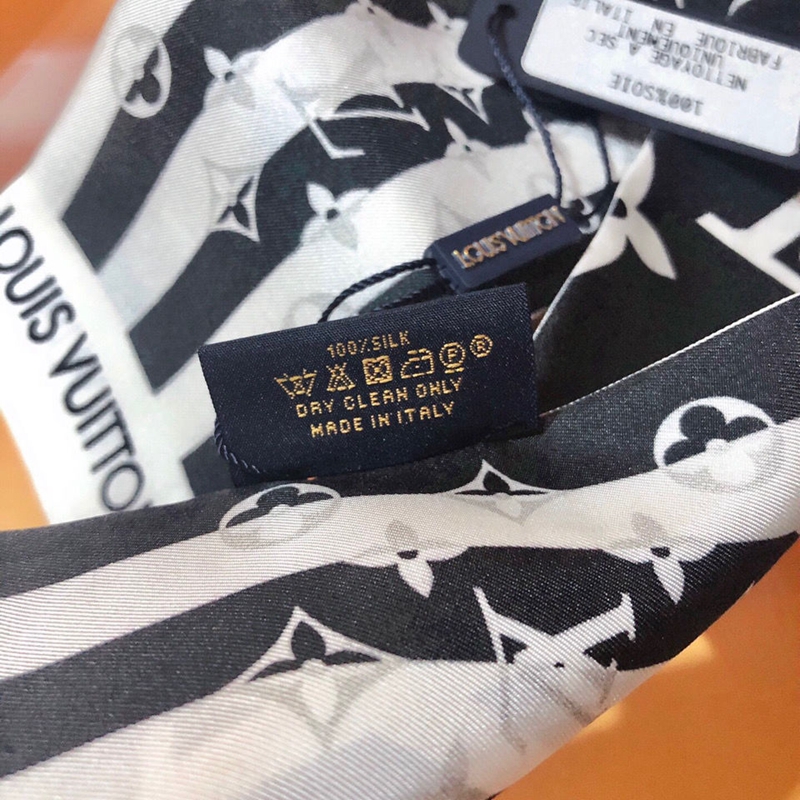 100%SOIE
NETTOYAGE A SEC
UNIQUEMENT
FABRIQUE EN ITALIE
LOUIS VUITTON
LOUIS VUITTON
100% SILK
P R
DRY CLEAN ONLY
MADE IN ITALY
LV